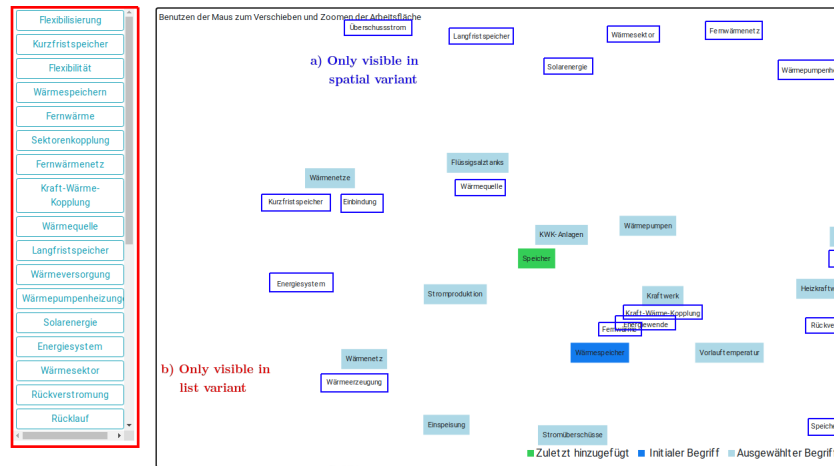 Flexibilisierung
Kurzfristspeicher
Flexibilität
Wärmespeichern
Fernwärme
Sektorenkopplung
Fernwärmenetz
Kraft-Wärme-
Kopplung
Wärmequelle
Langfristspeicher
Wärmeversorgung
Wärmepumpenheizung
Solarenergie
Energiesystem
Wärmesektor
Rückverstromung
Rücklauf
Benutzen der Maus zum Verschieben und Zoomen der Arbeitsfläche
Überschussstrom
Langfristspeicher
Wärmesektor
Fernwärmenetz
a) Only visible in
spatial variant
Solarenergie
Wärmepumpenhe
Flüssigsalztanks
Wärmenetze
Wärmequelle
Kurzfristspeicher
Einbindung
Wärmepumpen
KWK-Anlagen
Speicher
Energiesystem
Stromproduktion
Kraftwerk
Heizkraftw
Kraft-Wärme-Kopplung
Energiewende
Fernwärme
Rückve
Wärmenetz
Wärmespeicher
Vorlauftemperatur
b) Only visible in
list variant
Wärmeerzeugung
Einspeisung
Stromüberschüsse
Speiche
Zuletzt hinzugefügt
Initialer Begriff
Ausgewählter Begriff